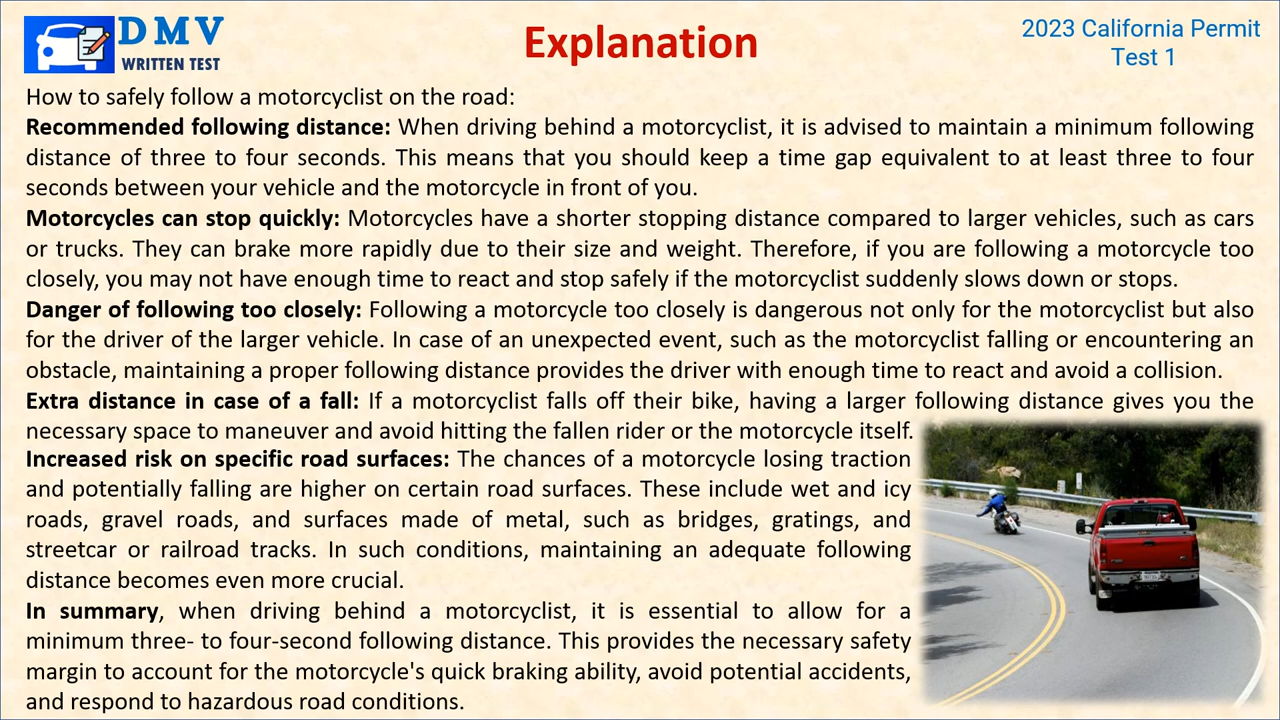 DMV
WRITTEN TEST
Explanation
2023 California Permit
Test 1
How to safely follow a motorcyclist on the road:
Recommended following distance: When driving behind a motorcyclist, it is advised to maintain a minimum following
distance of three to four seconds. This means that you should keep a time gap equivalent to at least three to four
seconds between your vehicle and the motorcycle in front of you.
Motorcycles can stop quickly: Motorcycles have a shorter stopping distance compared to larger vehicles, such as cars
or trucks. They can brake more rapidly due to their size and weight. Therefore, if you are following a motorcycle too
closely, you may not have enough time to react and stop safely if the motorcyclist suddenly slows down or stops.
Danger of following too closely: Following a motorcycle too closely is dangerous not only for the motorcyclist but also
for the driver of the larger vehicle. In case of an unexpected event, such as the motorcyclist falling or encountering an
obstacle, maintaining a proper following distance provides the driver with enough time to react and avoid a collision.
Extra distance in case of a fall: If a motorcyclist falls off their bike, having a larger following distance gives you the
necessary space to maneuver and avoid hitting the fallen rider or the motorcycle itself.
Increased risk on specific road surfaces: The chances of a motorcycle losing traction
and potentially falling are higher on certain road surfaces. These include wet and icy
roads, gravel roads, and surfaces made of metal, such as bridges, gratings, and
streetcar or railroad tracks. In such conditions, maintaining an adequate following
distance becomes even more crucial.
In summary, when driving behind a motorcyclist, it is essential to allow for a
minimum three- to four-second following distance. This provides the necessary safety
margin to account for the motorcycle's quick braking ability, avoid potential accidents,
and respond to hazardous road conditions.